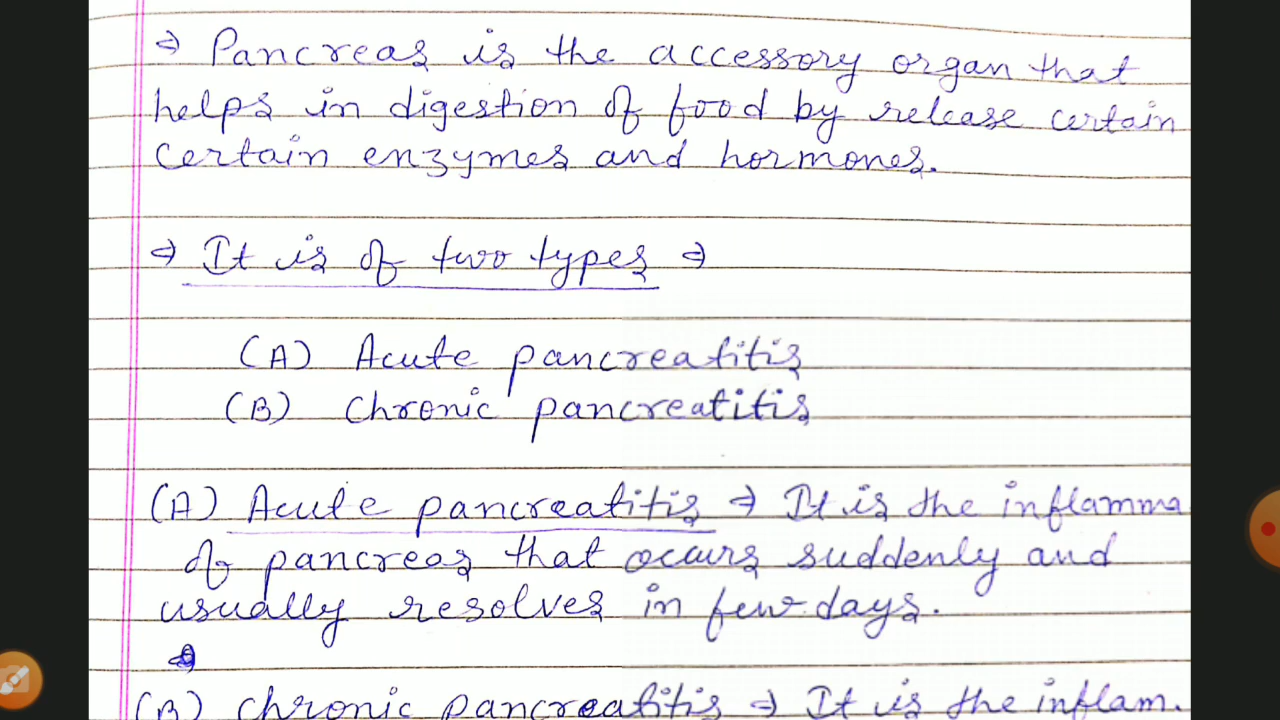 ⇒ Pancreas is the accessory organ that
helps in digestion of food by release certain
certain enzymes and hormones.
⇒ It is of two types ⇒
(A) Acute pancreatitis
(B) Chronic pancreatitis
(A) Acute pancreatitis ⇒ It is the inflamma
of pancreas that occurs suddenly and
usually resolves in few days.
(B) Chronic pancreatitis ⇒ It is the inflam.